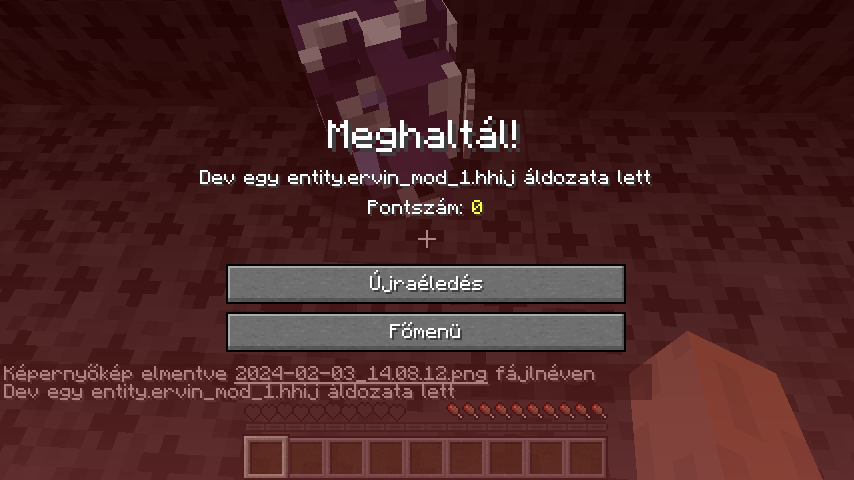 Meghaltál!
Dev egy entity.ervin_mod_1.hhij áldozata lett
Pontszám: 0
Újraéledés
Főmenü
Képernyőkép elmentve 2024-02-03_14.08.12.png fájlnéven
Dev egy entity.ervin_mod_1.hhij áldozata lett